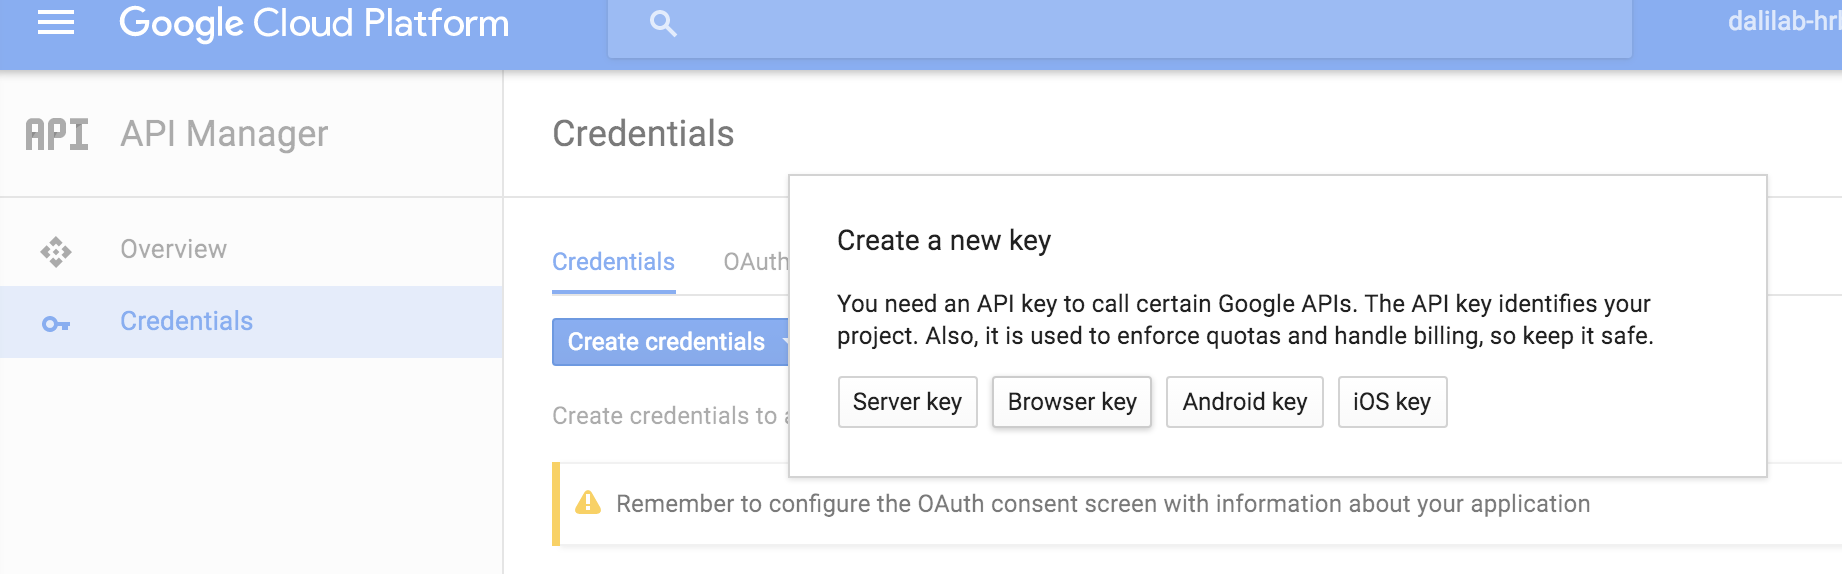 Google Cloud Platform
API API Manager
Credentials
Overview
Credentials
Credentials OAuth
Create credentials
Create credentials to
Create a new key
You need an API key to call certain Google APIs. The API key identifies your
project. Also, it is used to enforce quotas and handle billing, so keep it safe.
Server key Browser key Android key iOS key
Remember to configure the OAuth consent screen with information about your application